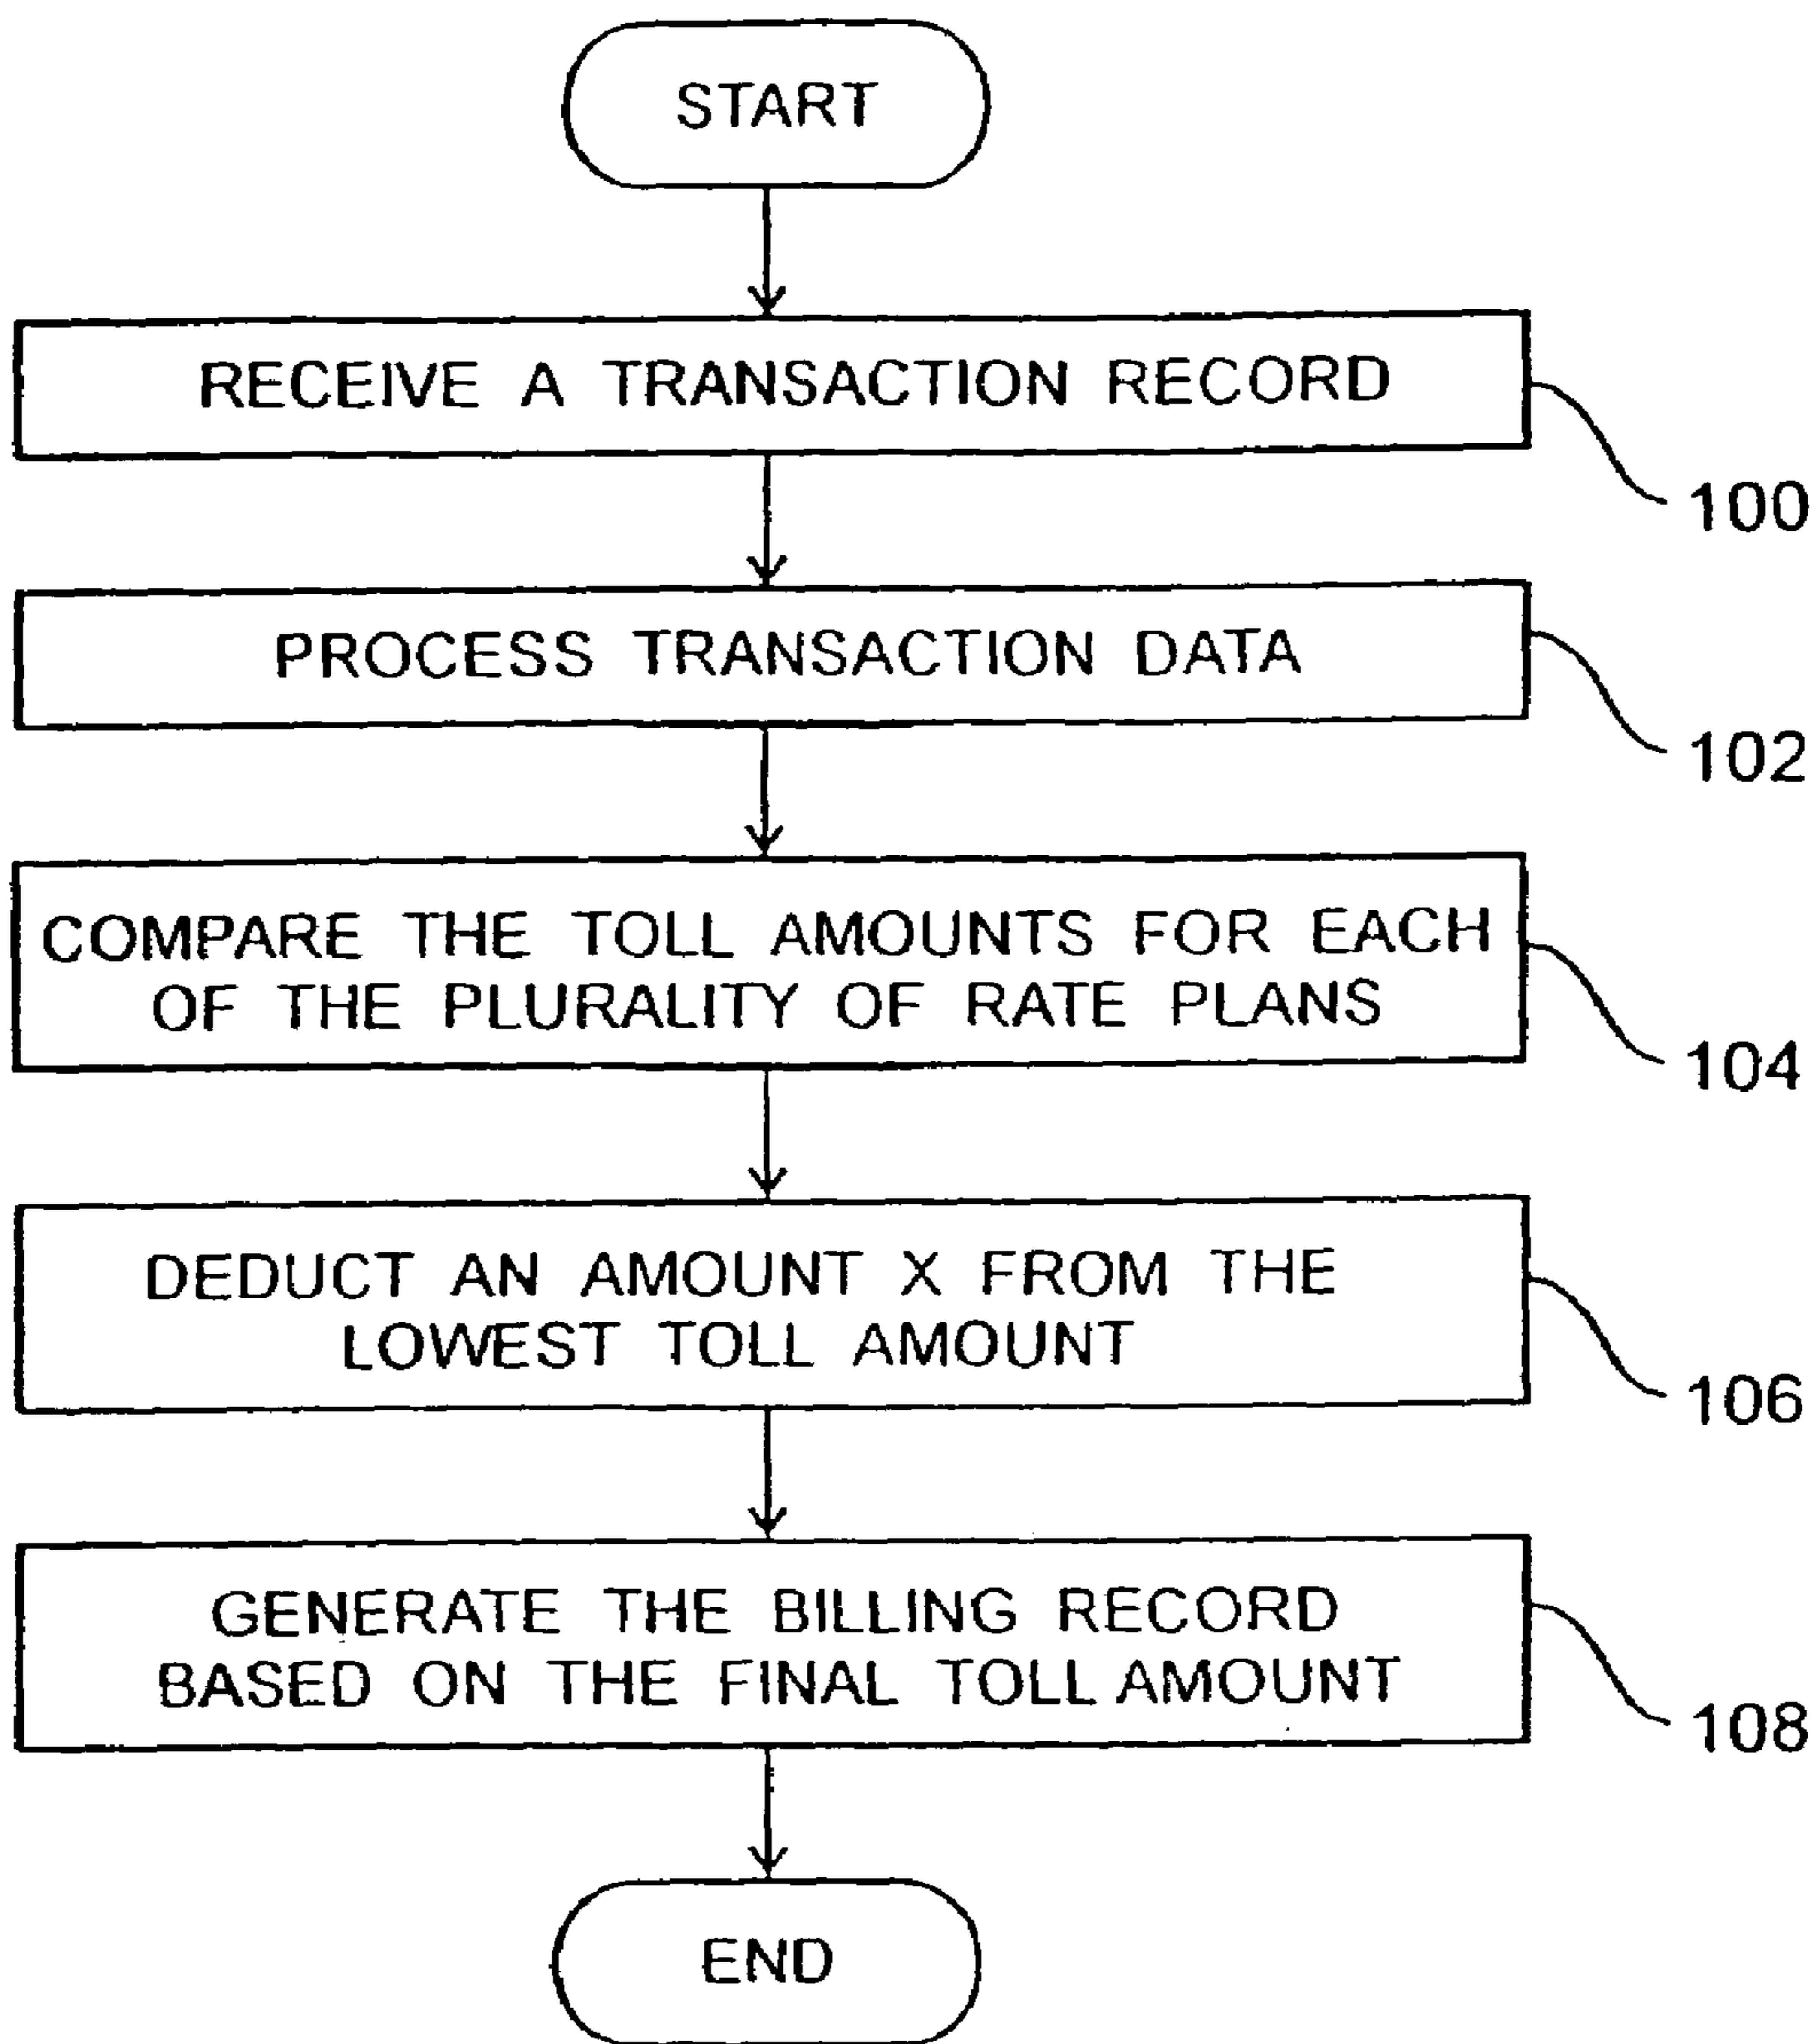 START
RECEIVE A TRANSACTION RECORD
100
PROCESS TRANSACTION DATA
102
COMPARE THE TOLL AMOUNTS FOR EACH
OF THE PLURALITY OF RATE PLANS
104
DEDUCT AN AMOUNT X FROM THE
LOWEST TOLL AMOUNT
106
GENERATE THE BILLING RECORD
BASED ON THE FINAL TOLL AMOUNT
108
END